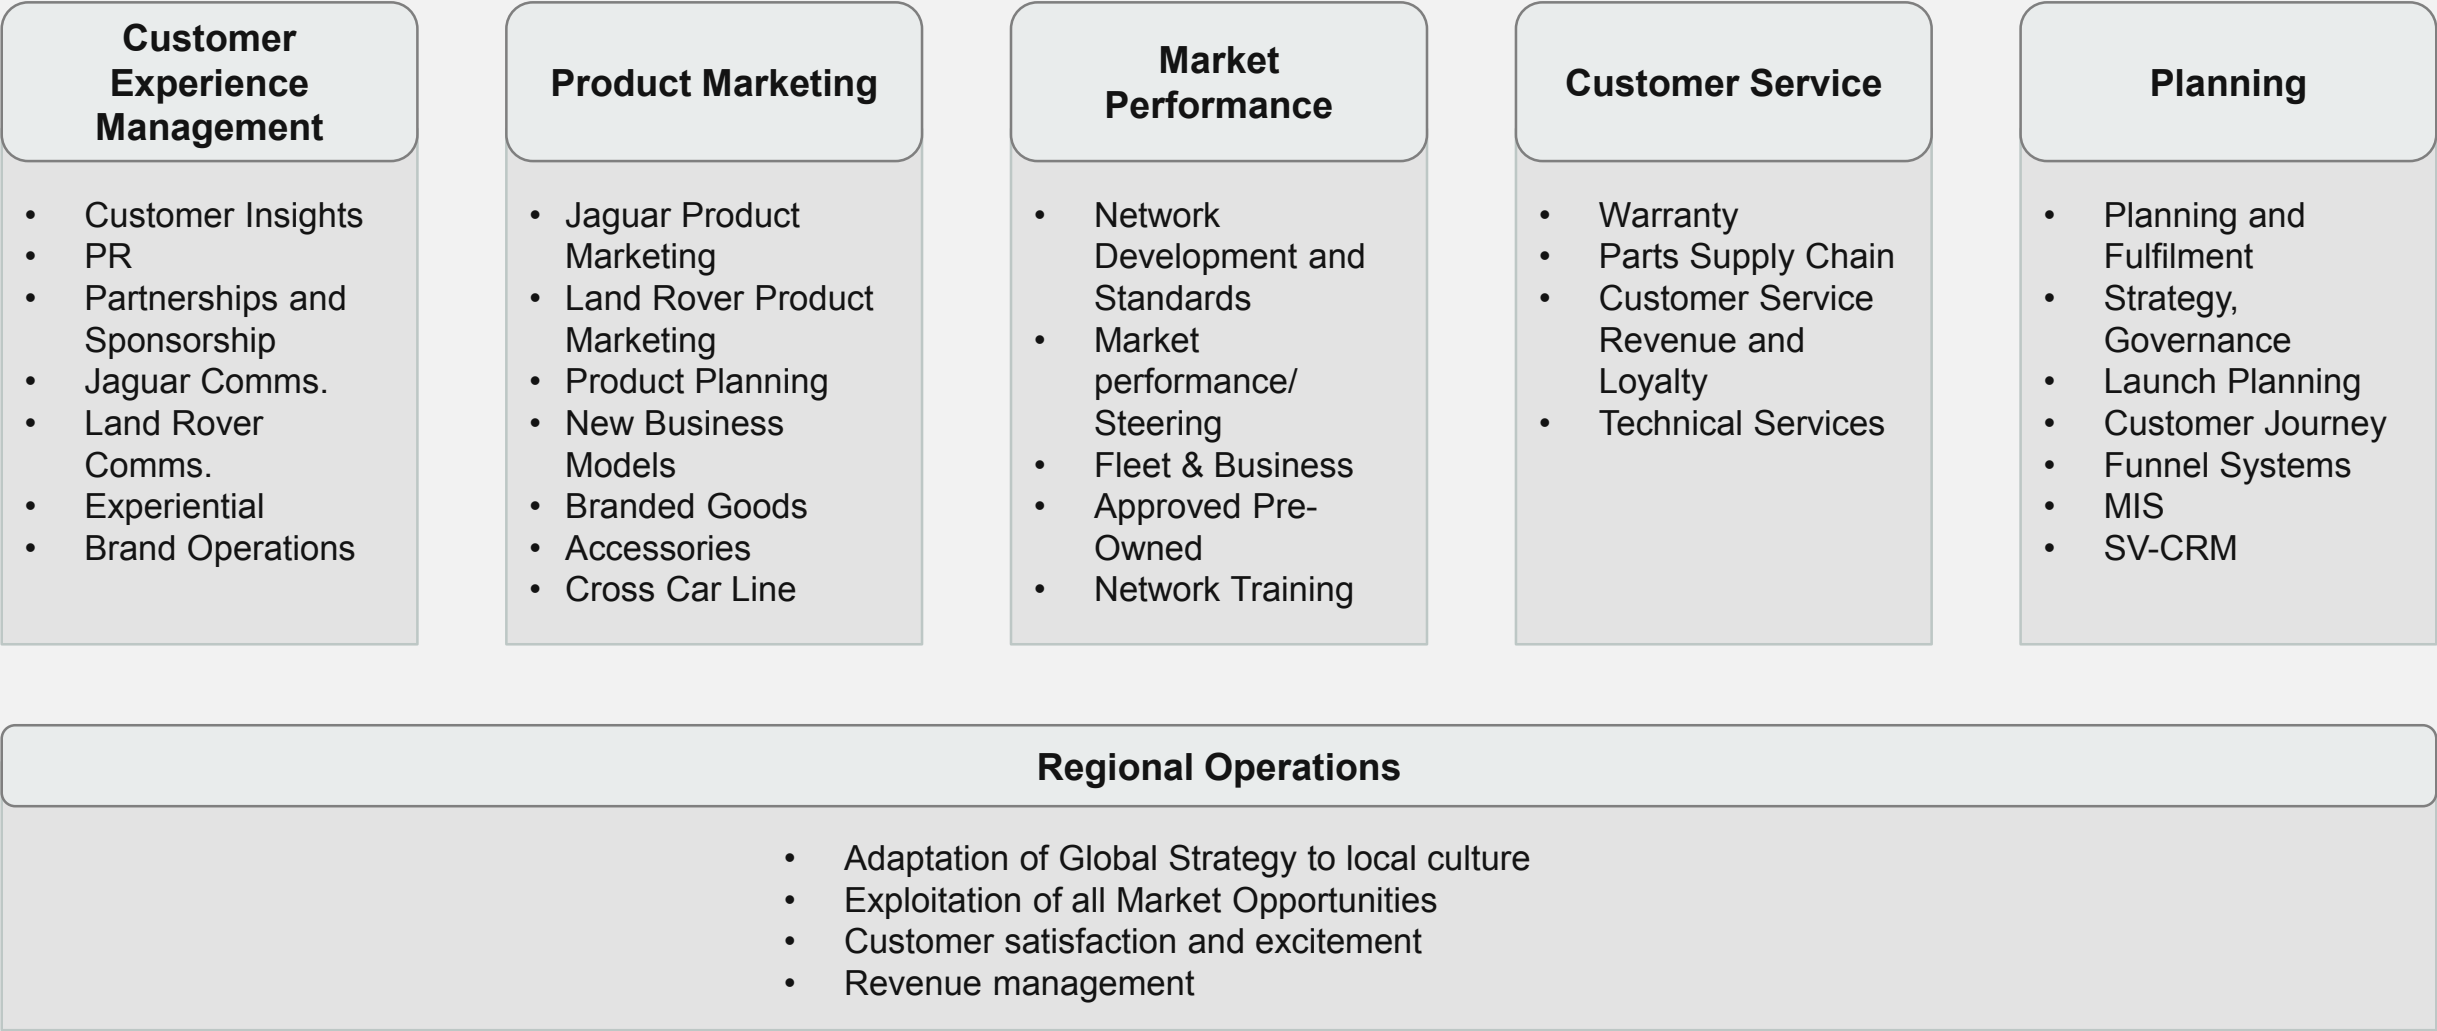 Customer
Experience
Management
• Customer Insights
• PR
• Partnerships and
Sponsorship
• Jaguar Comms.
• Land Rover
Comms.
• Experiential
• Brand Operations
Product Marketing
• Jaguar Product
Marketing
• Land Rover Product
Marketing
• Product Planning
• New Business
Models
• Branded Goods
• Accessories
• Cross Car Line
Market
Performance
• Network
Development and
Standards
• Market
performance/
Steering
• Fleet & Business
• Approved Pre-
Owned
• Network Training
Customer Service
• Warranty
• Parts Supply Chain
• Customer Service
Revenue and
Loyalty
• Technical Services
Planning
• Planning and
Fulfilment
• Strategy,
Governance
• Launch Planning
• Customer Journey
• Funnel Systems
• MIS
• SV-CRM
Regional Operations
• Adaptation of Global Strategy to local culture
• Exploitation of all Market Opportunities
• Customer satisfaction and excitement
• Revenue management